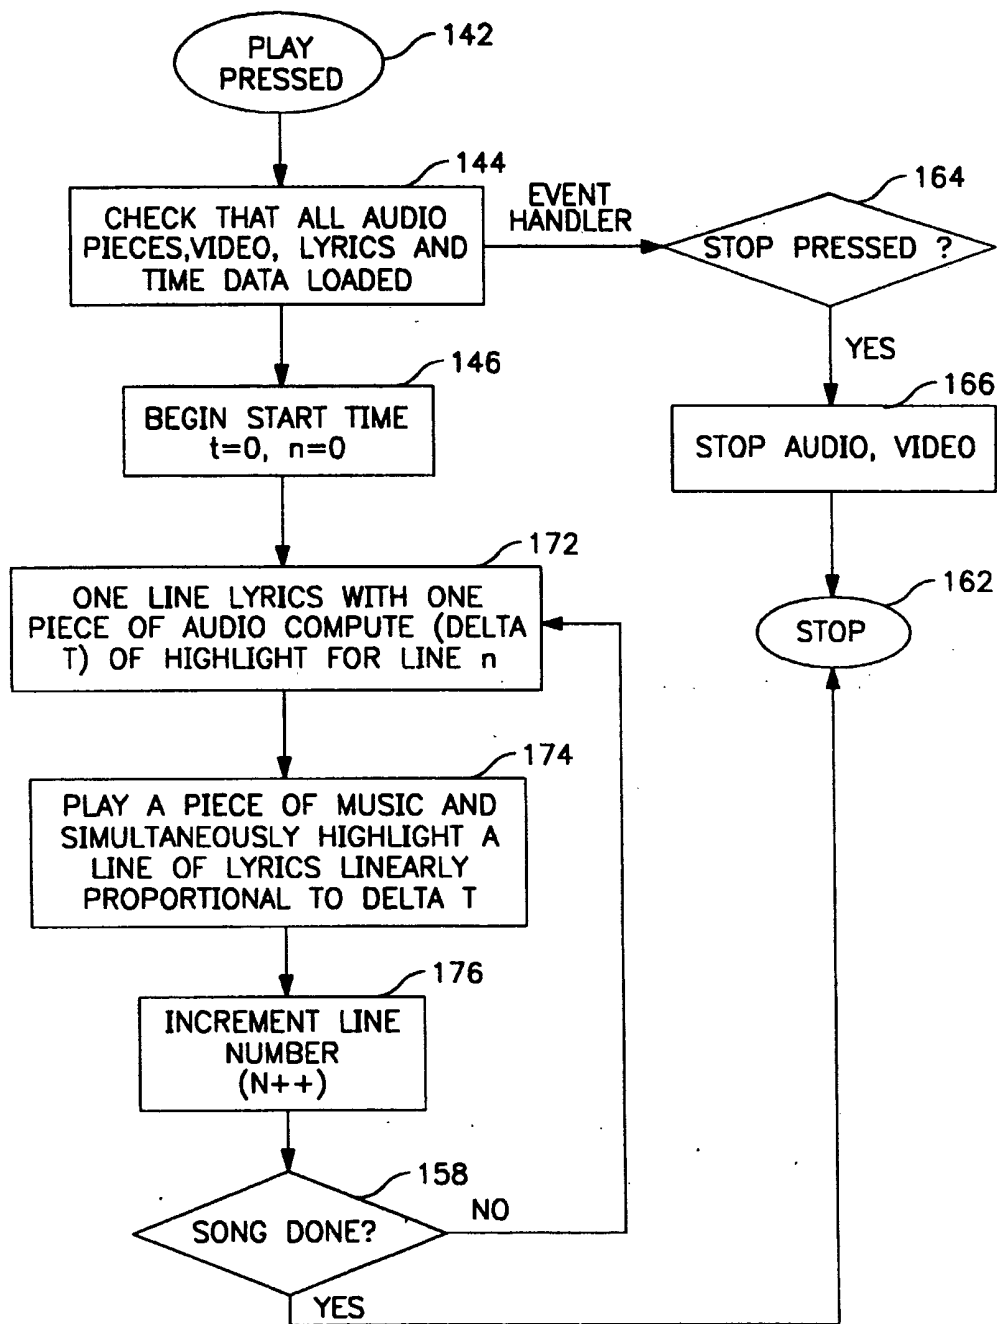 PLAY
PRESSED
142
144
CHECK THAT ALL AUDIO
PIECES,VIDEO, LYRICS AND
TIME DATA LOADED
EVENT
HANDLER
164
STOP PRESSED ?
YES
146
BEGIN START TIME
t=0, n=0
166
STOP AUDIO, VIDEO
172
ONE LINE LYRICS WITH ONE
PIECE OF AUDIO COMPUTE (DELTA
T) OF HIGHLIGHT FOR LINE n
162
STOP
174
PLAY A PIECE OF MUSIC AND
SIMULTANEOUSLY HIGHLIGHT A
LINE OF LYRICS LINEARLY
PROPORTIONAL TO DELTA T
176
INCREMENT LINE
NUMBER
(N++)
158
SONG DONE?
NO
YES